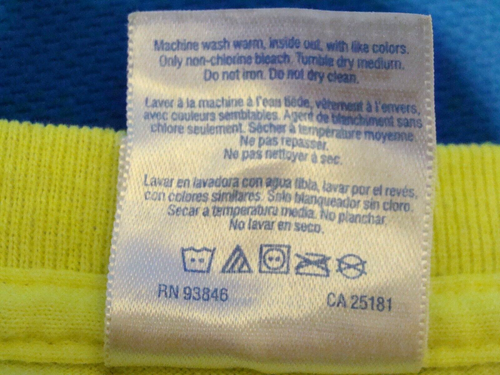 Machine wash warm, inside out, with like colors.
Only non-chlorine bleach. Tumble dry medium.
Do not iron. Do not dry clean.
Laver à la machine à l'eau tiède, vêtement à l'envers,
avec couleurs semblables. Agent de blanchiment sans
chlore seulement. Sécher à température moyenne.
Ne pas repasser.
Ne pas nettoyer à sec.
Lavar en lavadora con agua tibia, lavar por el revés,
con colores similares. Solo blanqueador sin cloro.
Secar a temperatura media. No planchar.
No lavar en seco.
RN 93846 CA 25181